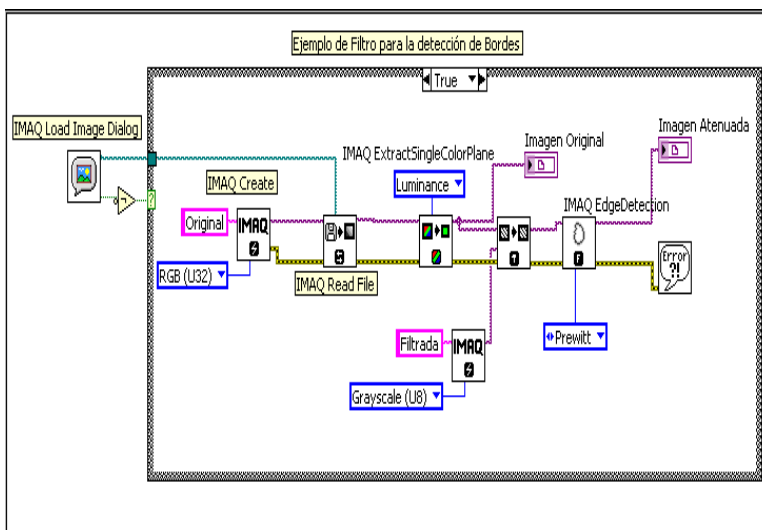 Ejemplo de Filtro para la detección de Bordes
True
IMAQ Load Image Dialog
Imagen Original
Imagen Atenuada
IMAQ ExtractSingleColorPlane
Luminance
IMAQ Create
IMAQ EdgeDetection
Original
IMAQ
RGB (U32)
IMAQ Read File
Error
?!
Prewitt
Filtrada
IMAQ
Grayscale (U8)